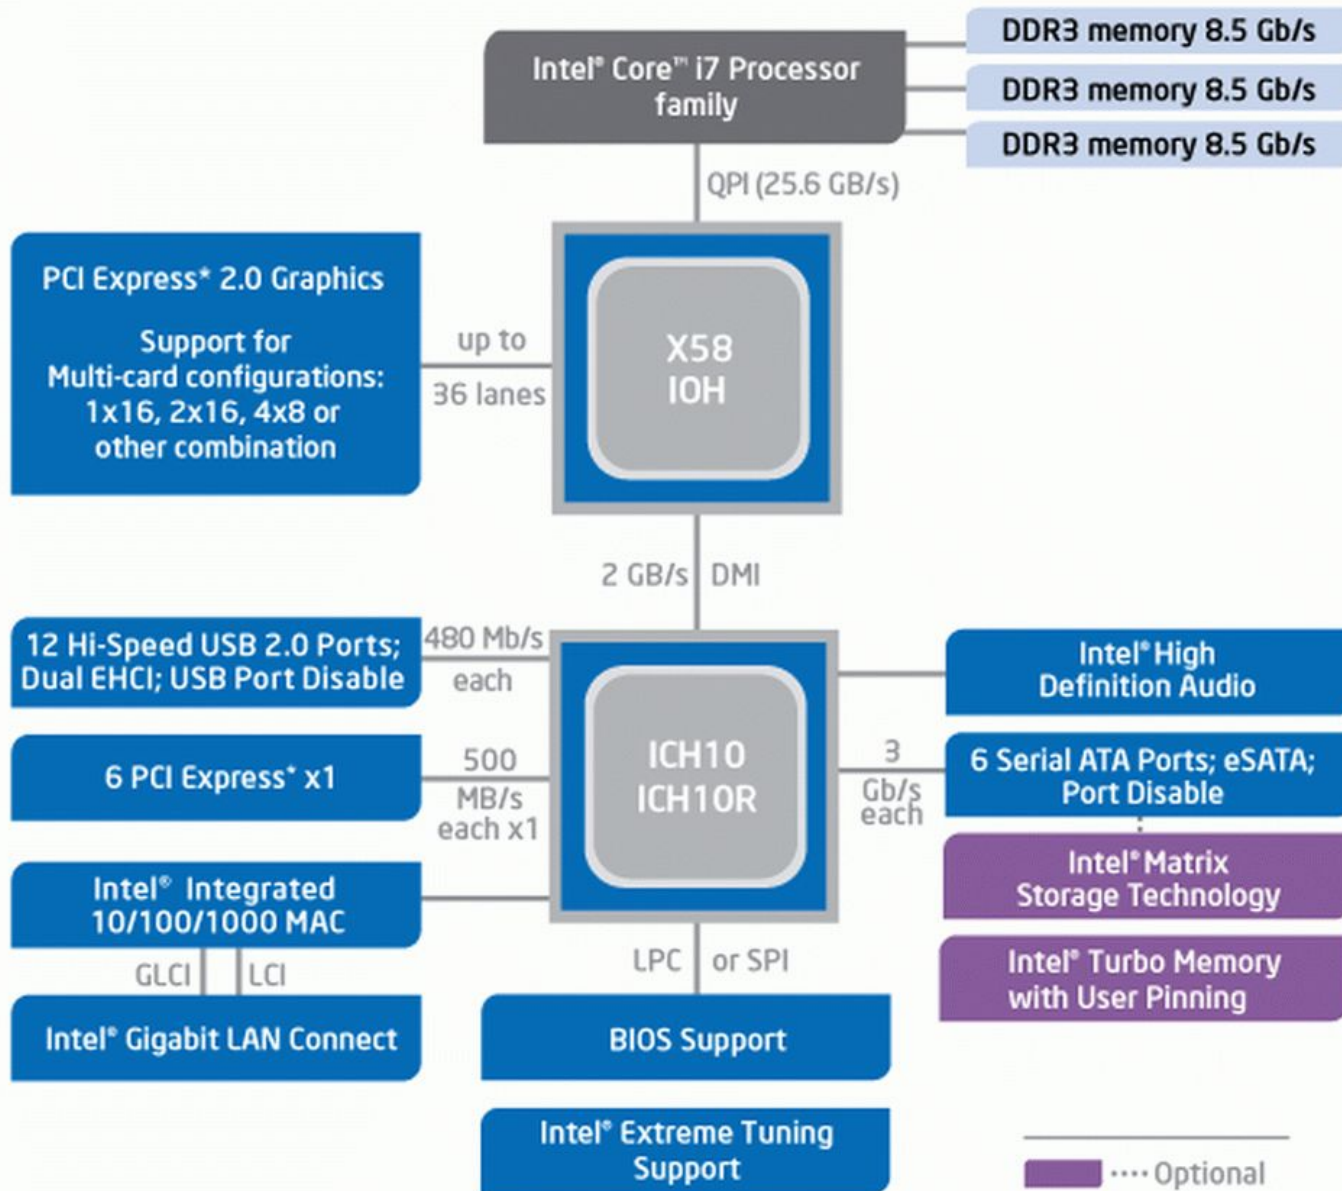 Intel® Core™ i7 Processor
family
DDR3 memory 8.5 Gb/s
DDR3 memory 8.5 Gb/s
DDR3 memory 8.5 Gb/s
QPI (25.6 GB/s)
PCI Express* 2.0 Graphics
Support for
Multi-card configurations:
1x16, 2x16, 4x8 or
other combination
up to
36 lanes
X58
IOH
2 GB/s DMI
12 Hi-Speed USB 2.0 Ports;
Dual EHCI; USB Port Disable
480 Mb/s
each
6 PCI Express* x1
500
MB/s
each x1
Intel® Integrated
10/100/1000 MAC
GLCI LCI
Intel® Gigabit LAN Connect
ICH10
ICH10R
Intel® High
Definition Audio
3
Gb/s
each
6 Serial ATA Ports; eSATA;
Port Disable
Intel® Matrix
Storage Technology
Intel® Turbo Memory
with User Pinning
LPC or SPI
BIOS Support
Intel® Extreme Tuning
Support
Optional